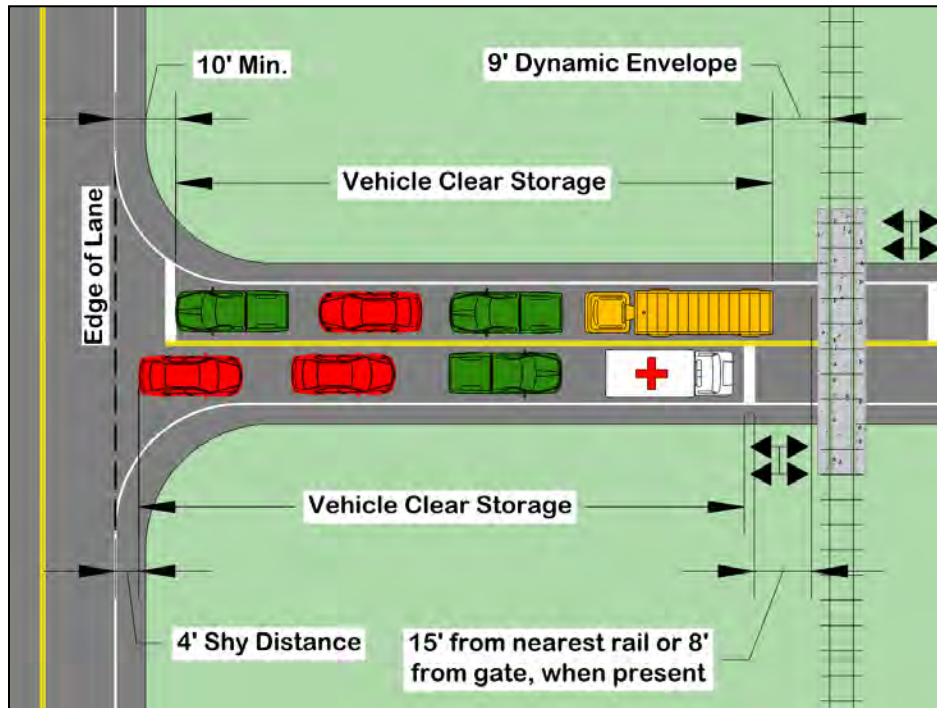 10' Min.
9' Dynamic Envelope
Vehicle Clear Storage
Edge of Lane
Vehicle Clear Storage
4' Shy Distance
15' from nearest rail or 8'
from gate, when present